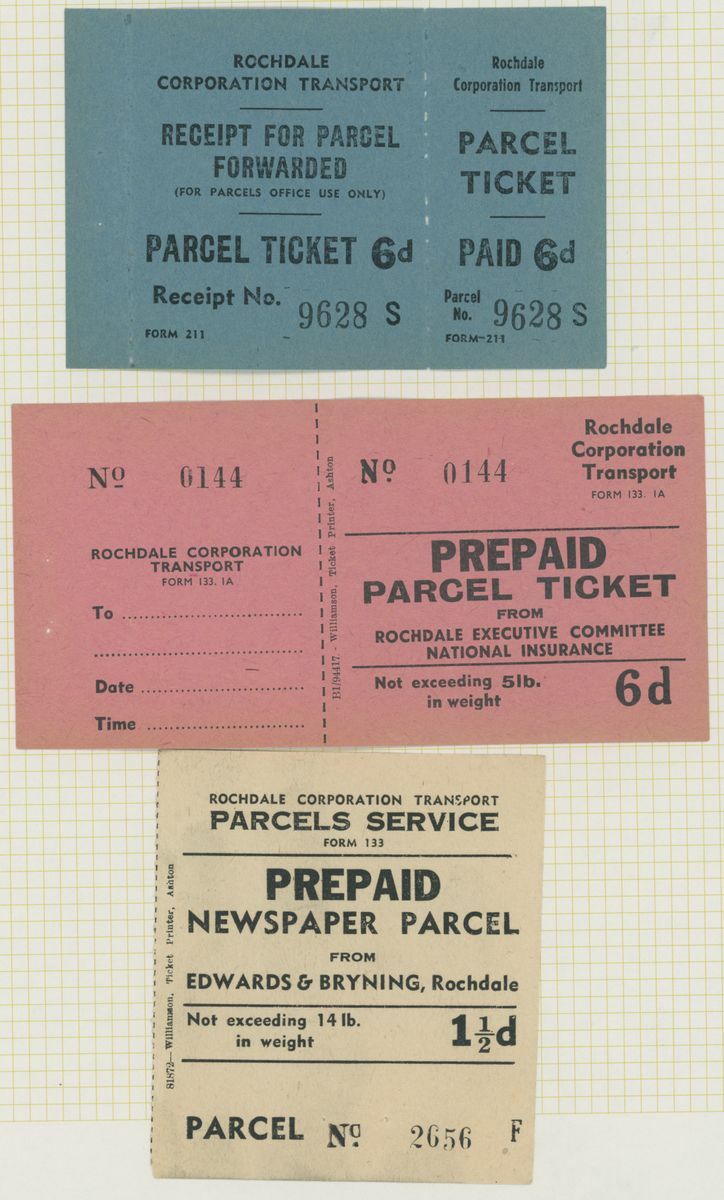 ROCHDALE
CORPORATION TRANSPORT
RECEIPT FOR PARCEL
FORWARDED
(FOR PARCELS OFFICE USE ONLY)
PARCEL TICKET 6d
Receipt No. 9628 S
FORM 211
Rochdale
Corporation Transport
PARCEL
TICKET
PAID 6d
Parcel
No. 9628 S
FORM-211
Nº 0144
ROCHDALE CORPORATION
TRANSPORT
FORM 133. 1A
To
Date
Time
B1/94417. - Williamson, Ticket Printer, Ashton
Nº 0144
Rochdale
Corporation
Transport
FORM 133. 1A
PREPAID
PARCEL TICKET
FROM
ROCHDALE EXECUTIVE COMMITTEE
NATIONAL INSURANCE
Not exceeding 5lb.
in weight
6d
81872—Williamson, Ticket Printer, Ashton
ROCHDALE CORPORATION TRANSPORT
PARCELS SERVICE
FORM 133
PREPAID
NEWSPAPER PARCEL
FROM
EDWARDS & BRYNING, Rochdale
Not exceeding 14 lb.
in weight
1½d
PARCEL Nº 2656 F